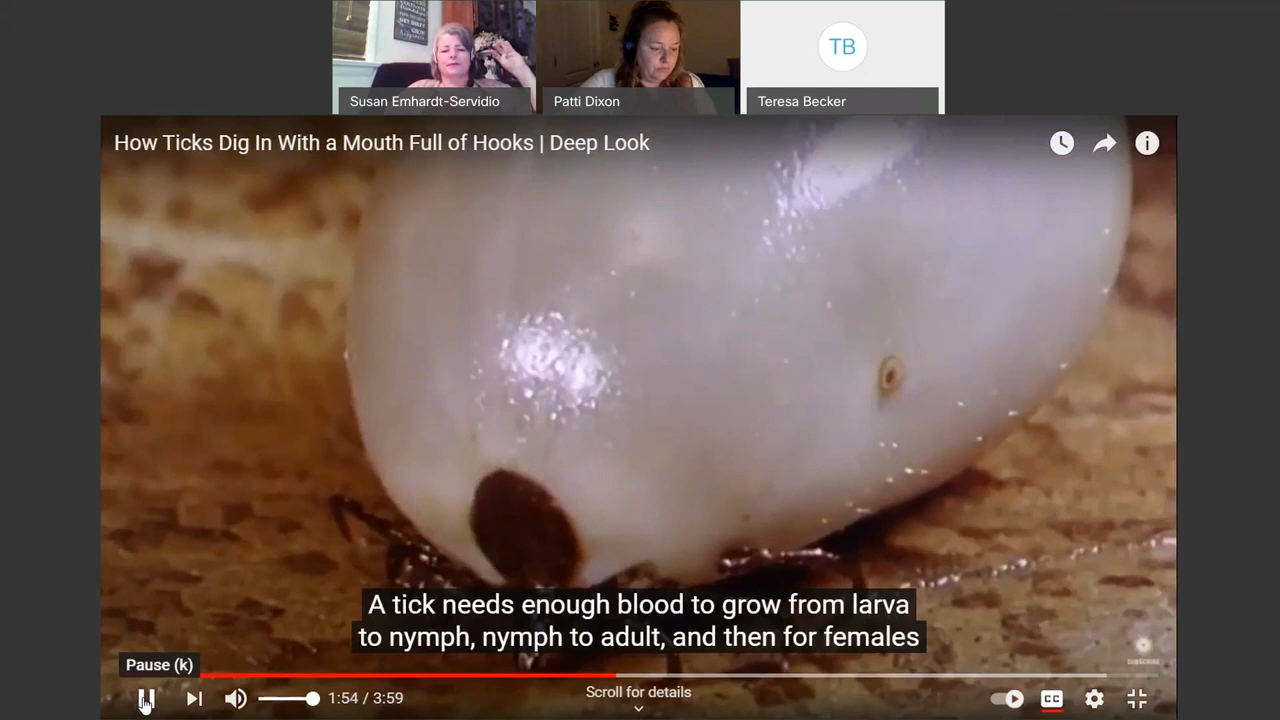 Susan Emhardt-Servidio
Patti Dixon
TB
Teresa Becker
How Ticks Dig In With a Mouth Full of Hooks | Deep Look
A tick needs enough blood to grow from larva
to nymph, nymph to adult, and then for females
SUBSCRIBE
Pause (k)
1:54 / 3:59
Scroll for details
CC